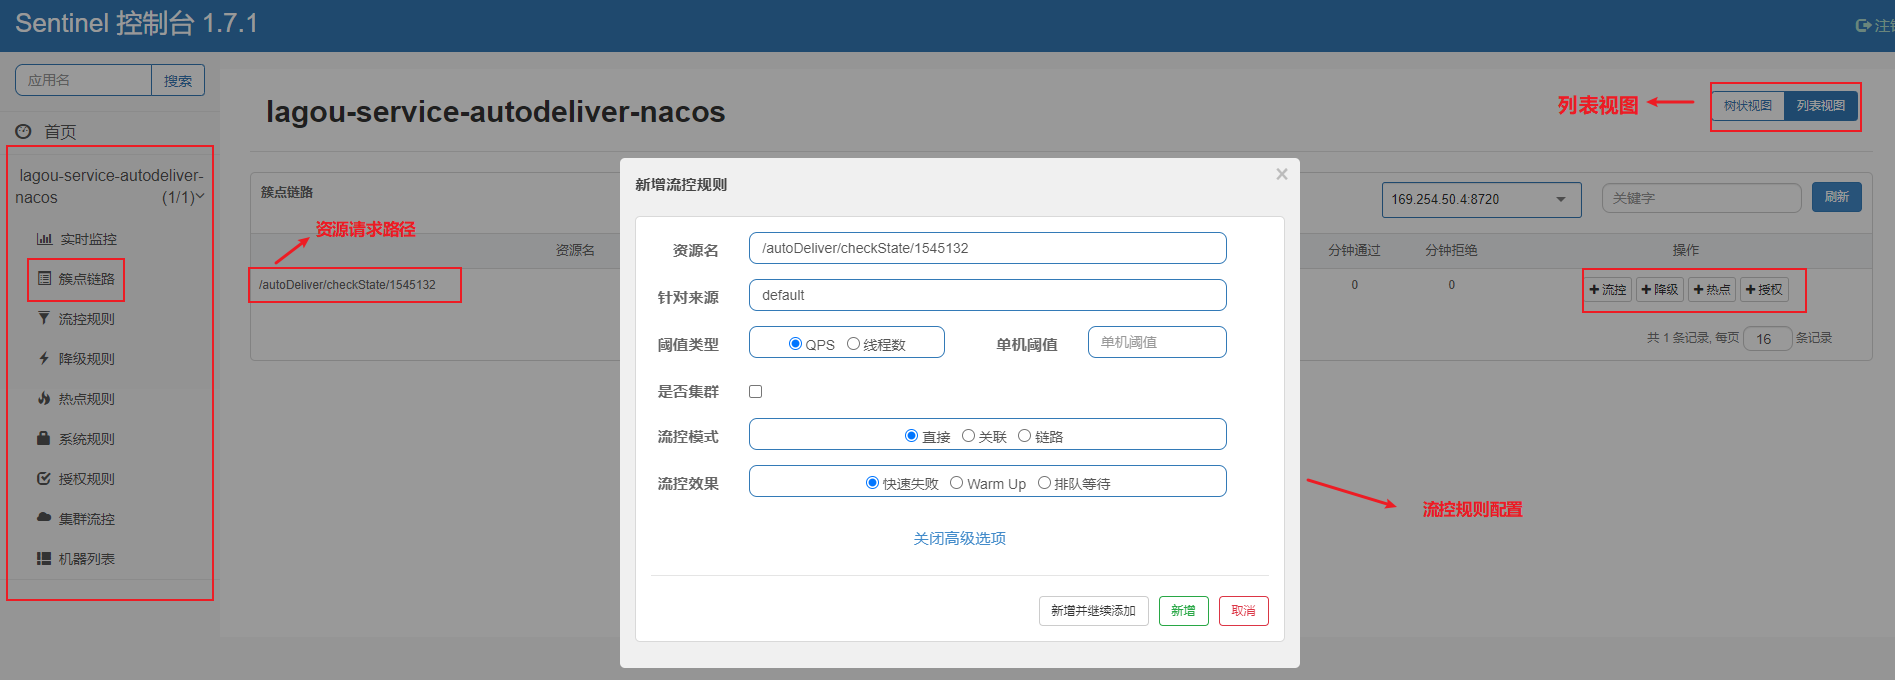 Sentinel 控制台 1.7.1
应用名
搜索
首页
lagou-service-autodeliver-
nacos (1/1)
实时监控
簇点链路
流控规则
降级规则
热点规则
系统规则
授权规则
集群流控
机器列表
lagou-service-autodeliver-nacos
列表视图
树状视图
列表视图
簇点链路
169.254.50.4:8720
关键字
刷新
资源请求路径
资源名
分钟通过
分钟拒绝
操作
/autoDeliver/checkState/1545132
0
0
流控
降级
热点
授权
共 1 条记录, 每页 16 条记录
新增流控规则
×
资源名
/autoDeliver/checkState/1545132
针对来源
default
阈值类型
QPS 线程数
单机阈值
单机阈值
是否集群
流控模式
直接 关联 链路
流控效果
快速失败 Warm Up 排队等待
关闭高级选项
新增并继续添加
新增
取消
流控规则配置